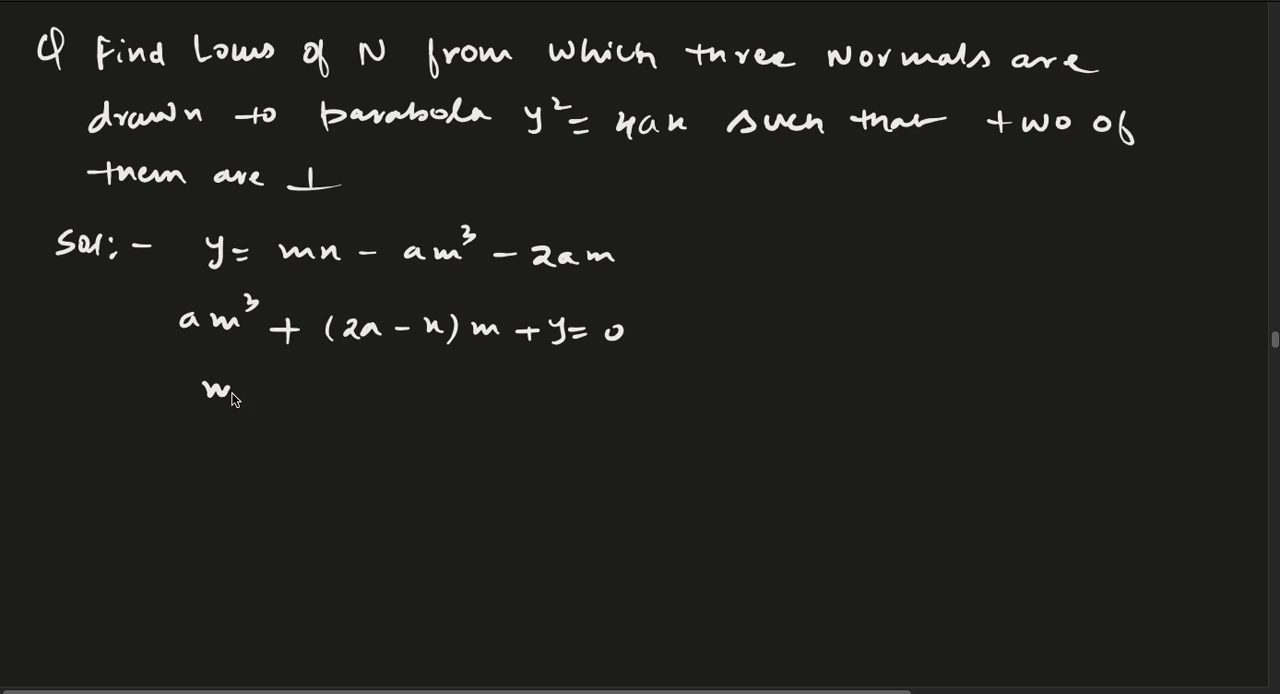 Q Find Locus of N from which three Normals are
drawn to parabola y² = 4ax such that two of
them are ⊥
Sol:- y = mx - am³ - 2am
am³ + (2a - x) m + y = 0
m